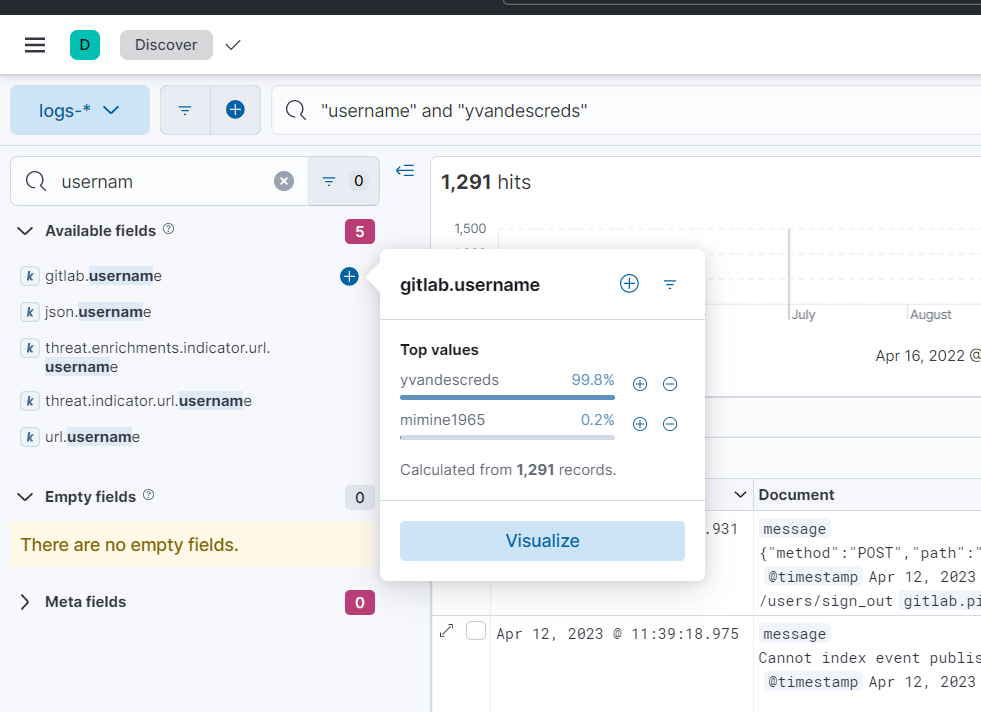 D
Discover
logs-*
"username" and "yvandescreds"
usernam
0
1,291 hits
Available fields
5
k gitlab.username
k json.username
k threat.enrichments.indicator.url.
username
k threat.indicator.url.username
k url.username
Empty fields
0
There are no empty fields.
Meta fields
0
1,500
July
August
Apr 16, 2022 @
gitlab.username
Top values
yvandescreds 99.8%
mimine1965 0.2%
Calculated from 1,291 records.
Visualize
Document
.931
message
{"method":"POST","path":"
@timestamp Apr 12, 2023
/users/sign_out gitlab.pi
Apr 12, 2023 @ 11:39:18.975
message
Cannot index event publis
@timestamp Apr 12, 2023